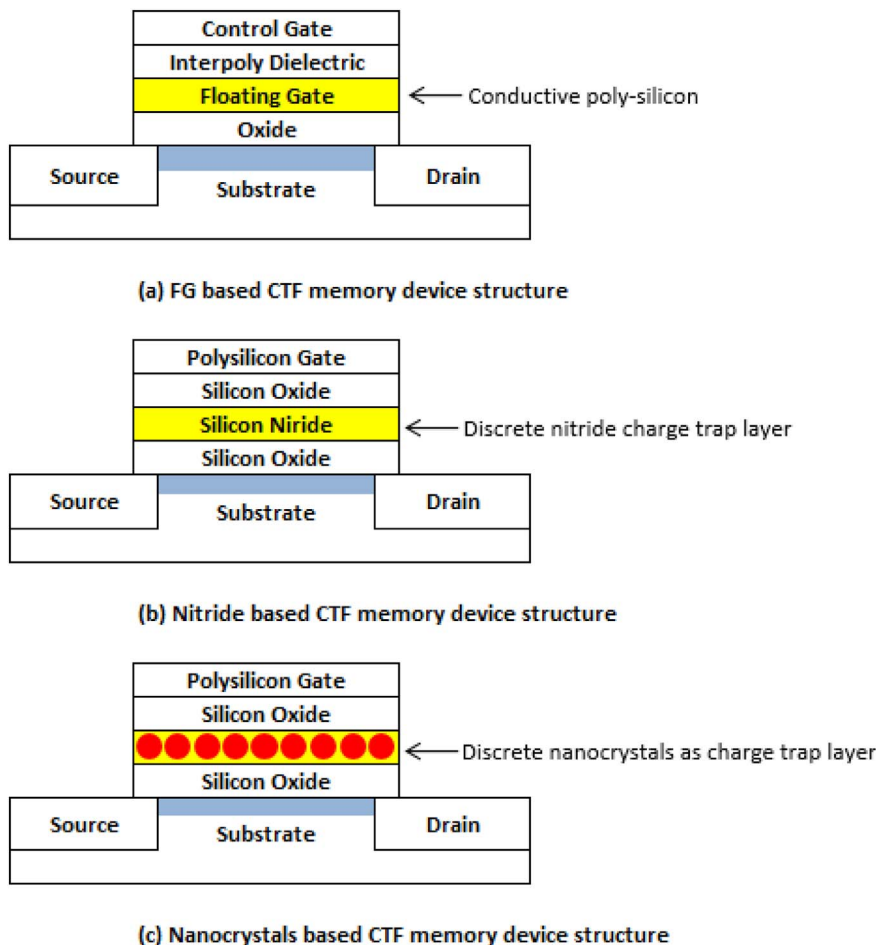 Control Gate
Interpoly Dielectric
Floating Gate
Conductive poly-silicon
Oxide
Source
Substrate
Drain
(a) FG based CTF memory device structure
Polysilicon Gate
Silicon Oxide
Silicon Niride
Discrete nitride charge trap layer
Silicon Oxide
Source
Substrate
Drain
(b) Nitride based CTF memory device structure
Polysilicon Gate
Silicon Oxide
Discrete nanocrystals as charge trap layer
Silicon Oxide
Source
Substrate
Drain
(c) Nanocrystals based CTF memory device structure